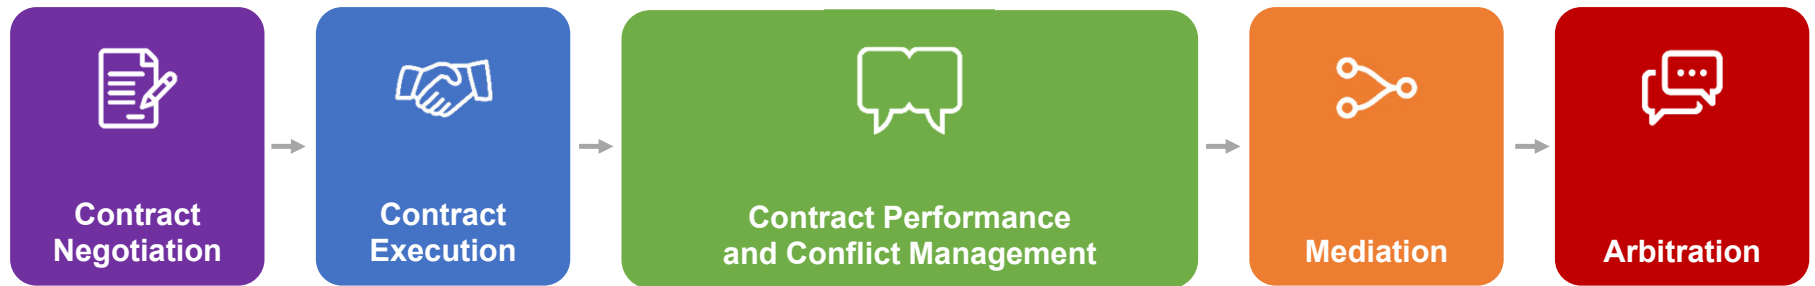 Contract
Negotiation
Contract
Execution
Contract Performance
and Conflict Management
Mediation
Arbitration